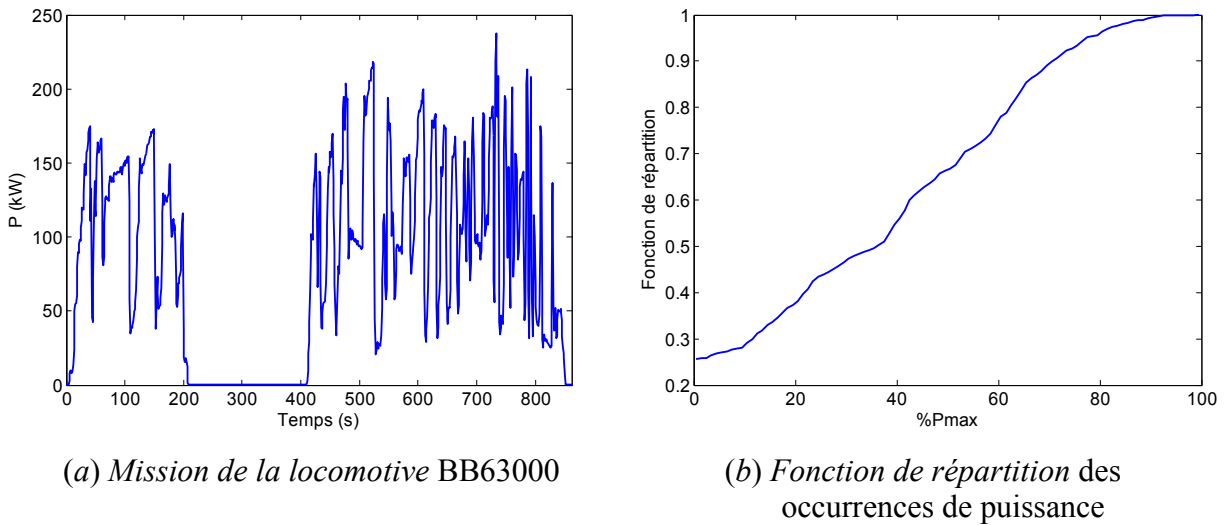 250
200
150
100
50
0
P (kW)
0 100 200 300 400 500 600 700 800
Temps (s)
(a) Mission de la locomotive BB63000
1
0.9
0.8
0.7
0.6
0.5
0.4
0.3
0.2
Fonction de répartition
0 20 40 60 80 100
%Pmax
(b) Fonction de répartition des
occurrences de puissance